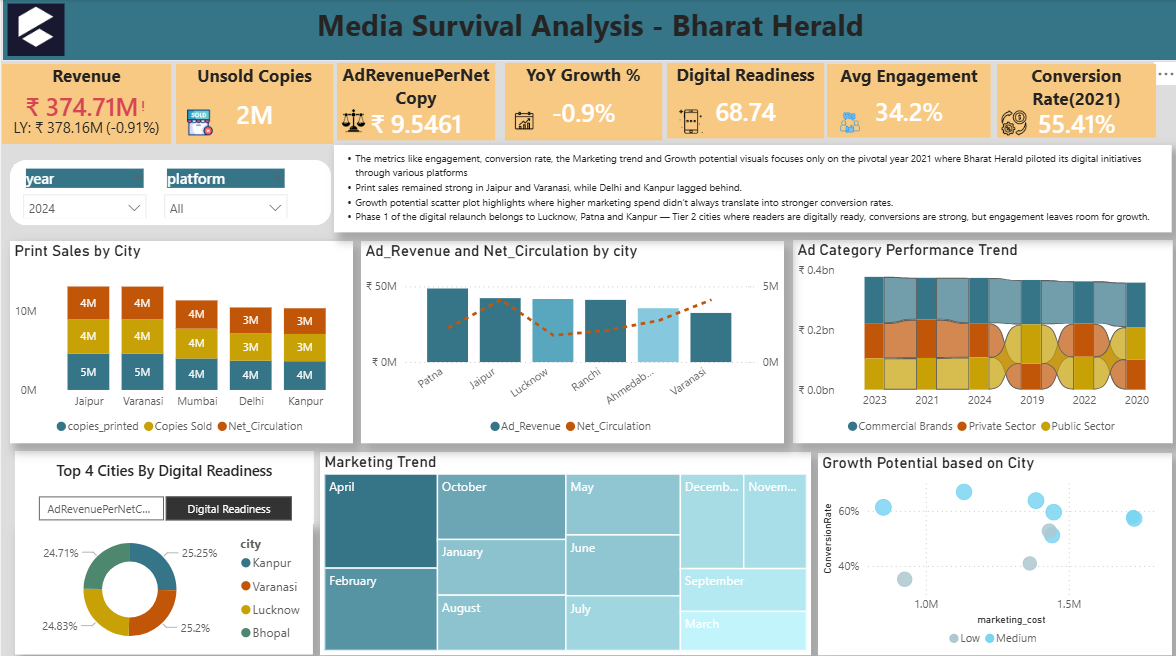 Media Survival Analysis - Bharat Herald
Revenue
₹ 374.71M !
LY: ₹ 378.16M (-0.91%)
Unsold Copies
SOLD
2M
AdRevenuePerNet
Copy
₹ 9.5461
YoY Growth %
-0.9%
Digital Readiness
68.74
Avg Engagement
34.2%
Conversion
Rate(2021)
55.41%
year
2024
platform
All
• The metrics like engagement, conversion rate, the Marketing trend and Growth potential visuals focuses only on the pivotal year 2021 where Bharat Herald piloted its digital initiatives
through various platforms
• Print sales remained strong in Jaipur and Varanasi, while Delhi and Kanpur lagged behind.
• Growth potential scatter plot highlights where higher marketing spend didn't always translate into stronger conversion rates.
• Phase 1 of the digital relaunch belongs to Lucknow, Patna and Kanpur — Tier 2 cities where readers are digitally ready, conversions are strong, but engagement leaves room for growth.
Print Sales by City
10M
0M
4M 4M 4M 3M 3M
4M 4M 4M 3M 3M
5M 5M 4M 4M 4M
Jaipur Varanasi Mumbai Delhi Kanpur
copies_printed Copies Sold Net_Circulation
Ad_Revenue and Net_Circulation by city
₹ 50M 5M
₹ 0M 0M
Patna Jaipur Lucknow Ranchi Ahmedab... Varanasi
Ad_Revenue Net_Circulation
Ad Category Performance Trend
₹ 0.4bn
₹ 0.2bn
₹ 0.0bn
2023 2021 2024 2019 2022 2020
Commercial Brands Private Sector Public Sector
Top 4 Cities By Digital Readiness
AdRevenuePerNetC... Digital Readiness
24.71% 25.25%
24.83% 25.2%
city
Kanpur
Varanasi
Lucknow
Bhopal
Marketing Trend
April
February
October
January
August
May
June
July
Decemb...
Novem...
September
March
Growth Potential based on City
ConversionRate
60%
40%
1.0M 1.5M
marketing_cost
Low Medium